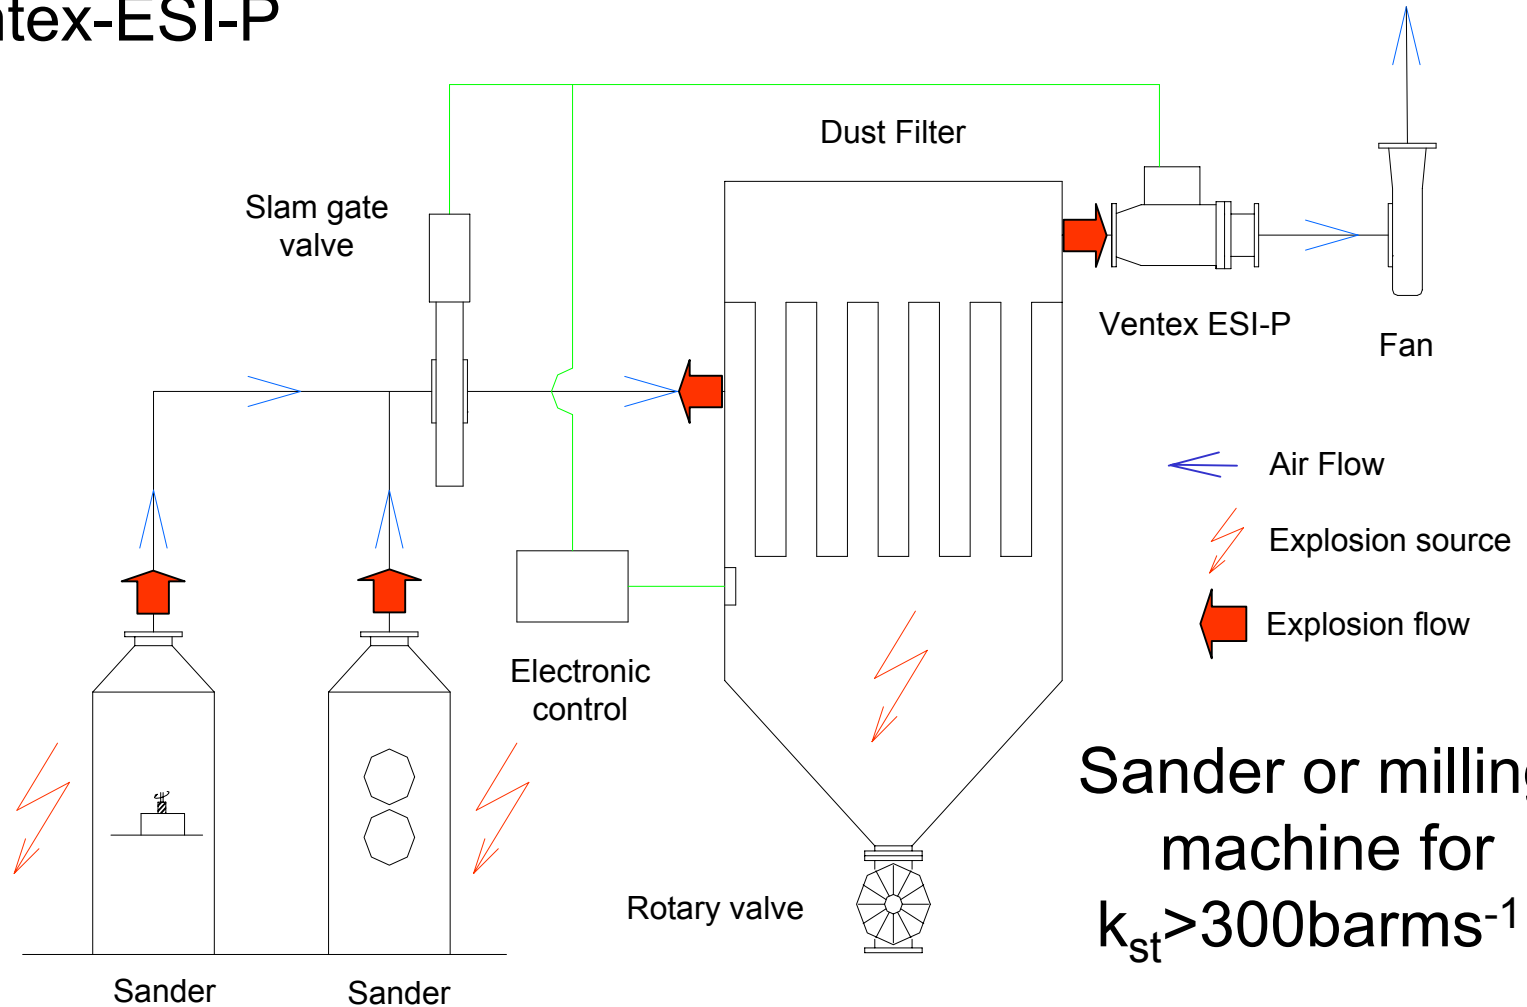 ntex-ESI-P
Dust Filter
Slam gate
valve
Ventex ESI-P
Fan
Air Flow
Explosion source
Explosion flow
Electronic
control
Rotary valve
Sander
Sander
Sander or milling
machine for
kst>300barms-1